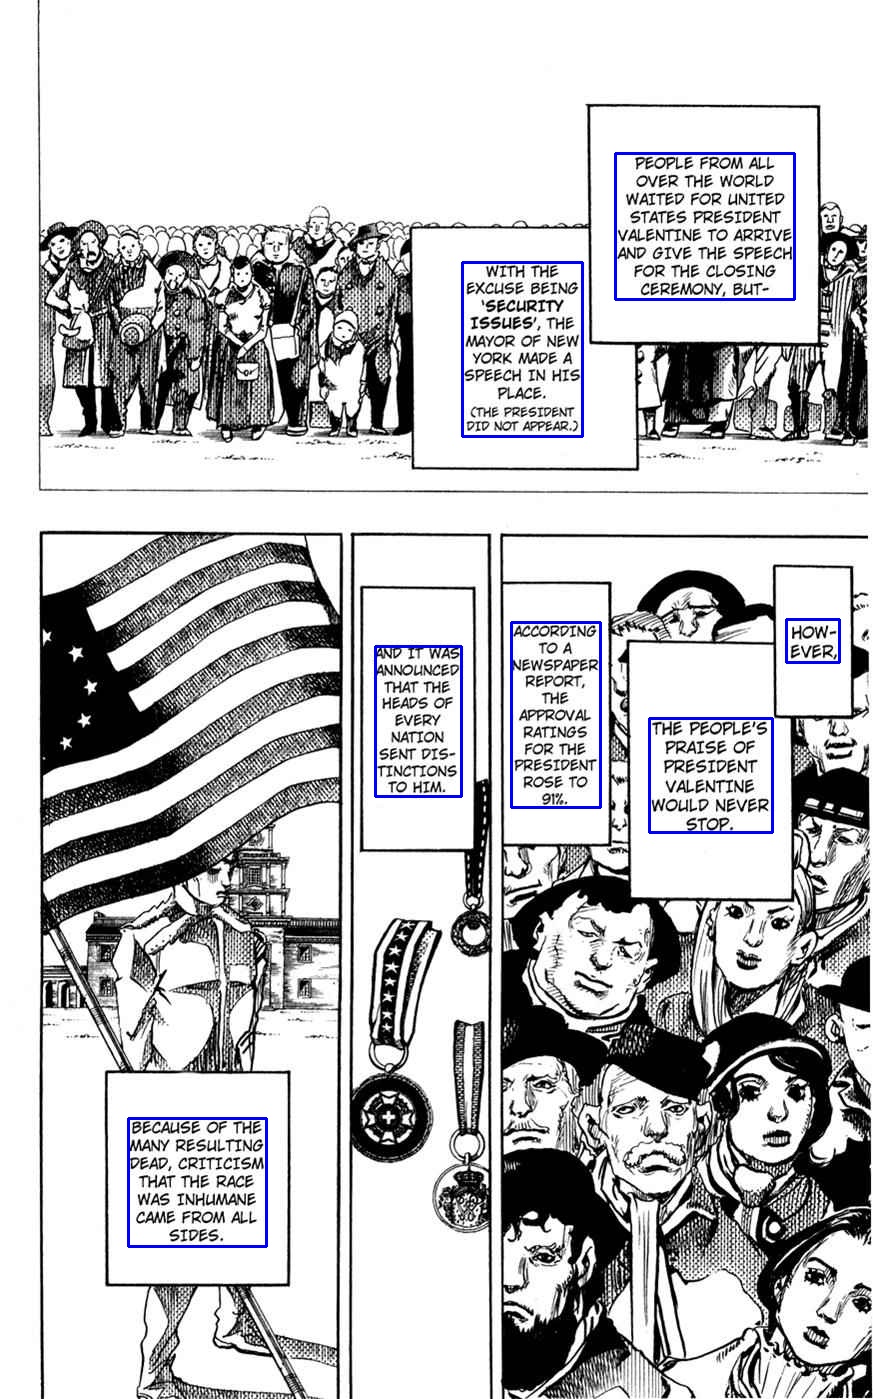 PEOPLE FROM ALL
OVER THE WORLD
WAITED FOR UNITED
STATES PRESIDENT
VALENTINE TO ARRIVE
AND GIVE THE SPEECH
FOR THE CLOSING
CEREMONY, BUT-
WITH THE
EXCUSE BEING
'SECURITY
ISSUES', THE
MAYOR OF NEW
YORK MADE A
SPEECH IN HIS
PLACE.
(THE PRESIDENT
DID NOT APPEAR.)
HOW-
EVER,
THE PEOPLE'S
PRAISE OF
PRESIDENT
VALENTINE
WOULD NEVER
STOP.
ACCORDING
TO A
NEWSPAPER
REPORT,
THE
APPROVAL
RATINGS
FOR THE
PRESIDENT
ROSE TO
91%.
AND IT WAS
ANNOUNCED
THAT THE
HEADS OF
EVERY
NATION
SENT DIS-
TINCTIONS
TO HIM.
BECAUSE OF THE
MANY RESULTING
DEAD, CRITICISM
THAT THE RACE
WAS INHUMANE
CAME FROM ALL
SIDES.